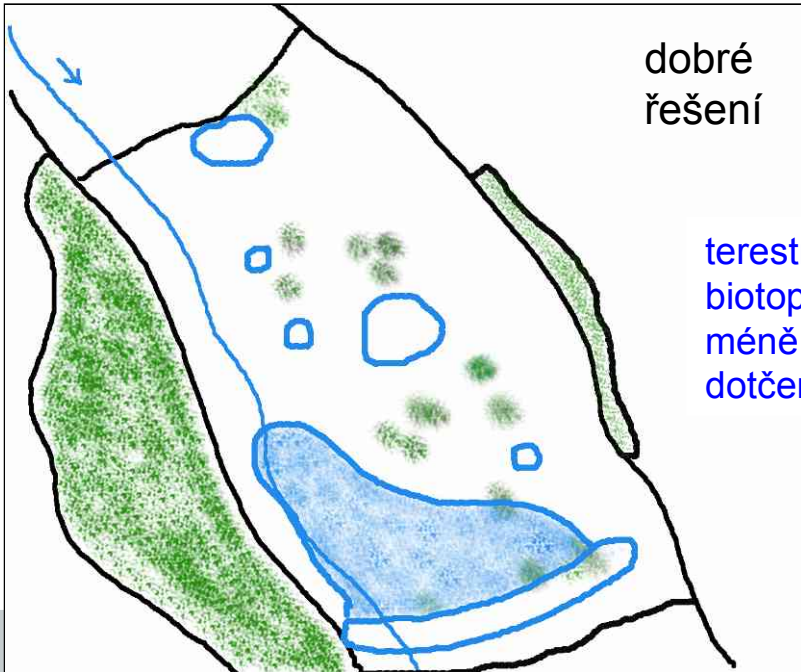 dobré
řešení
terest
biotop
méně
dotčer